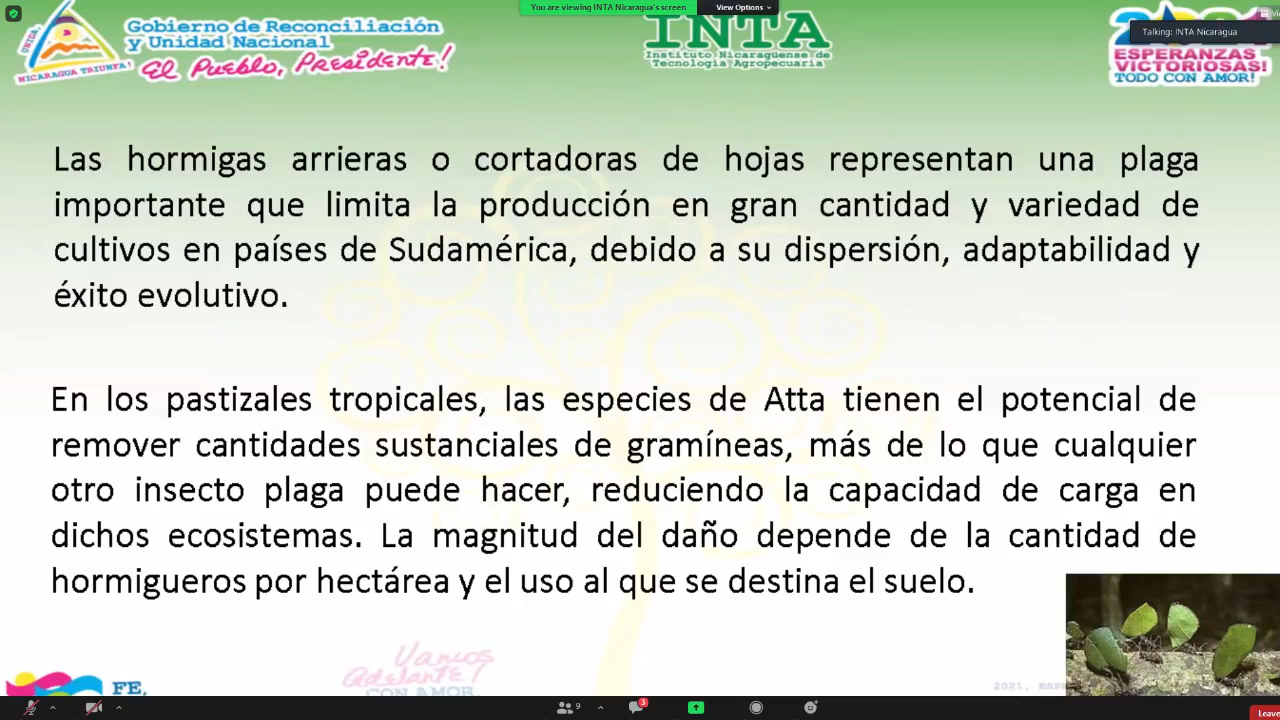 You are viewing INTA Nicaragua's screen
View Options
Talking: INTA Nicaragua
UNIDA,
NICARAGUA TRIUNFA!
Gobierno de Reconciliación
y Unidad Nacional
El Pueblo, Presidente!
INTA
Instituto Nicaragüense de
Tecnología Agropecuaria
ESPERANZAS
VICTORIOSAS!
TODO CON AMOR!
Las hormigas arrieras o cortadoras de hojas representan una plaga
importante que limita la producción en gran cantidad y variedad de
cultivos en países de Sudamérica, debido a su dispersión, adaptabilidad y
éxito evolutivo.
En los pastizales tropicales, las especies de Atta tienen el potencial de
remover cantidades sustanciales de gramíneas, más de lo que cualquier
otro insecto plaga puede hacer, reduciendo la capacidad de carga en
dichos ecosistemas. La magnitud del daño depende de la cantidad de
hormigueros por hectárea y el uso al que se destina el suelo.
Vamos
Adelante!
CON AMOR,
FE,
2021,
9
3
Leave